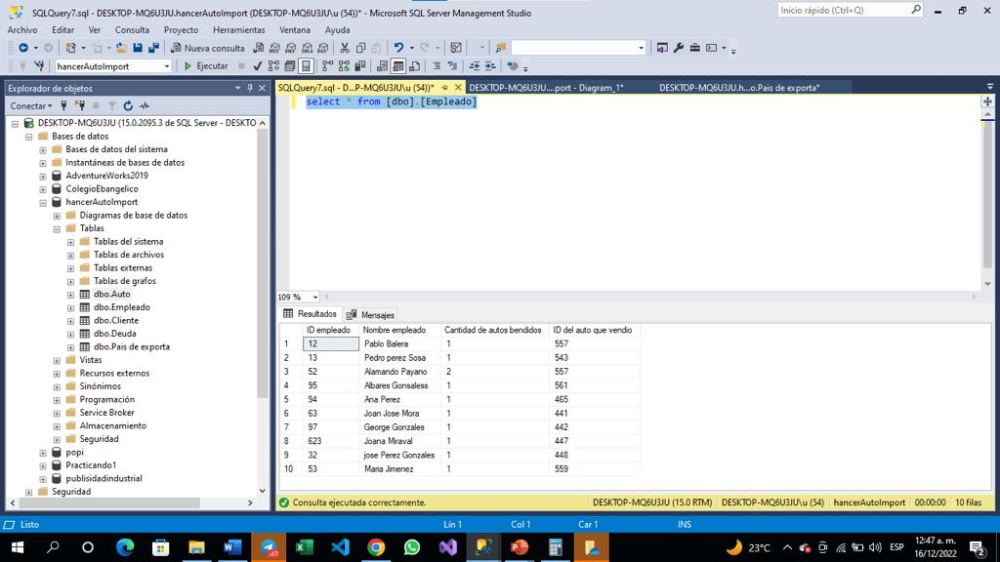 SQLQuery7.sql - DESKTOP-MQ6U3JU.hancerAutoImport (DESKTOP-MQ6U3JU\u (54))* - Microsoft SQL Server Management Studio
Inicio rápido (Ctrl+Q)
Archivo Editar Ver Consulta Proyecto Herramientas Ventana Ayuda
Nueva consulta
hancerAutoImport Ejecutar
Explorador de objetos
Conectar
DESKTOP-MQ6U3JU (15.0.2095.3 de SQL Server - DESKTO
Bases de datos
Bases de datos del sistema
Instantáneas de bases de datos
AdventureWorks2019
ColegioEbangelico
hancerAutoImport
Diagramas de base de datos
Tablas
Tablas del sistema
Tablas de archivos
Tablas externas
Tablas de grafos
dbo.Auto
dbo.Empleado
dbo.Cliente
dbo.Deuda
dbo.Pais de exporta
Vistas
Recursos externos
Sinónimos
Programación
Service Broker
Almacenamiento
Seguridad
popi
Practicando1
publisidadindustrial
Seguridad
SQLQuery7.sql - D...P-MQ6U3JU\u (54))* DESKTOP-MQ6U3JU....port - Diagram_1* DESKTOP-MQ6U3JU.h...o.Pais de exporta*
select * from [dbo].[Empleado]
109 %
Resultados Mensajes
ID empleado Nombre empleado Cantidad de autos bendidos ID del auto que vendio
1 12 Pablo Balera 1 557
2 13 Pedro perez Sosa 1 543
3 52 Alamando Payano 2 557
4 95 Albares Gonsaless 1 561
5 94 Ana Perez 1 465
6 63 Joan Jose Mora 1 441
7 97 George Gonzales 1 442
8 623 Joana Miraval 1 447
9 32 jose Perez Gonzales 1 448
10 53 Maria Jimenez 1 559
Consulta ejecutada correctamente. DESKTOP-MQ6U3JU (15.0 RTM) DESKTOP-MQ6U3JU\u (54) hancerAutoImport 00:00:00 10 filas
Listo Lín 1 Col 1 Car 1 INS
23°C ESP 12:47 a. m.
16/12/2022